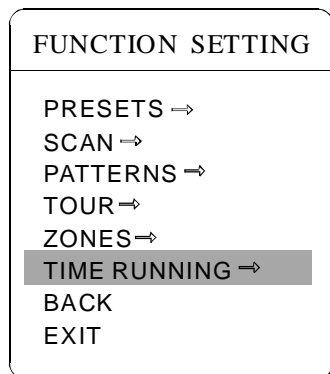 FUNCTION SETTING
PRESETS ⇒
SCAN ⇒
PATTERNS ⇒
TOUR ⇒
ZONES ⇒
TIME RUNNING ⇒
BACK
EXIT